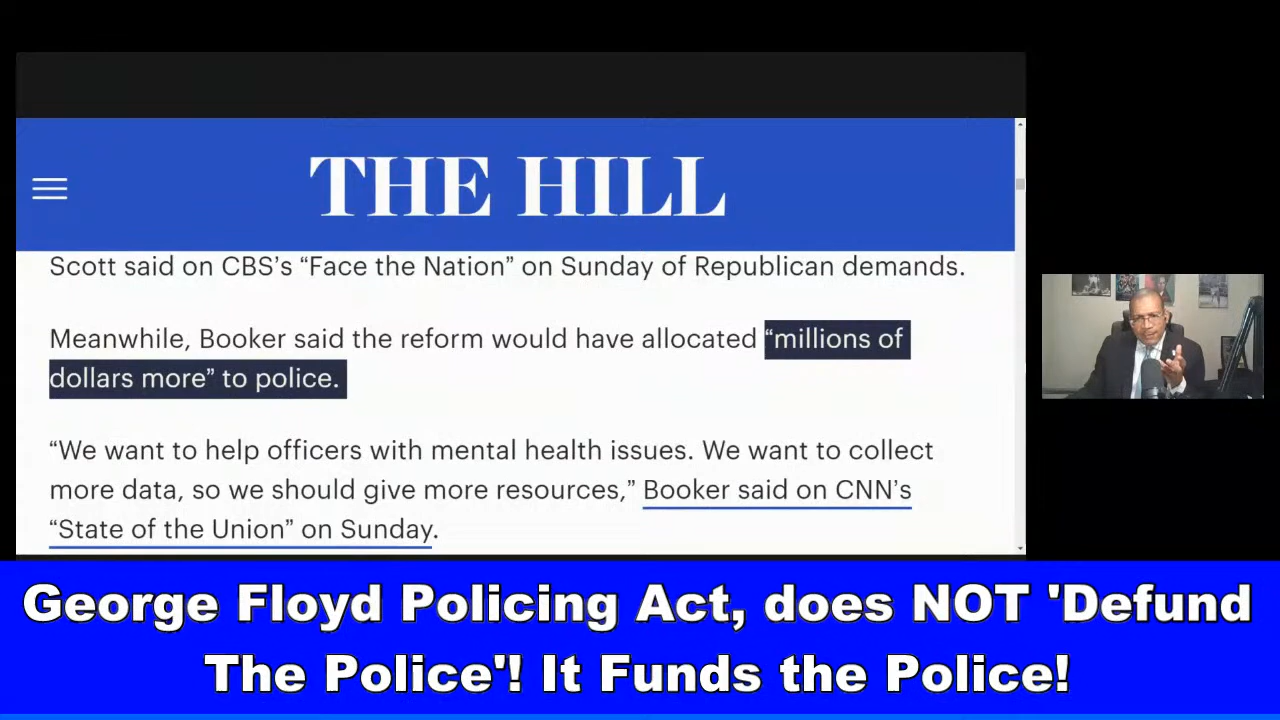 THE HILL
Scott said on CBS’s “Face the Nation” on Sunday of Republican demands.
Meanwhile, Booker said the reform would have allocated “millions of
dollars more” to police.
“We want to help officers with mental health issues. We want to collect
more data, so we should give more resources,” Booker said on CNN’s
“State of the Union” on Sunday.
George Floyd Policing Act, does NOT 'Defund
The Police'! It Funds the Police!